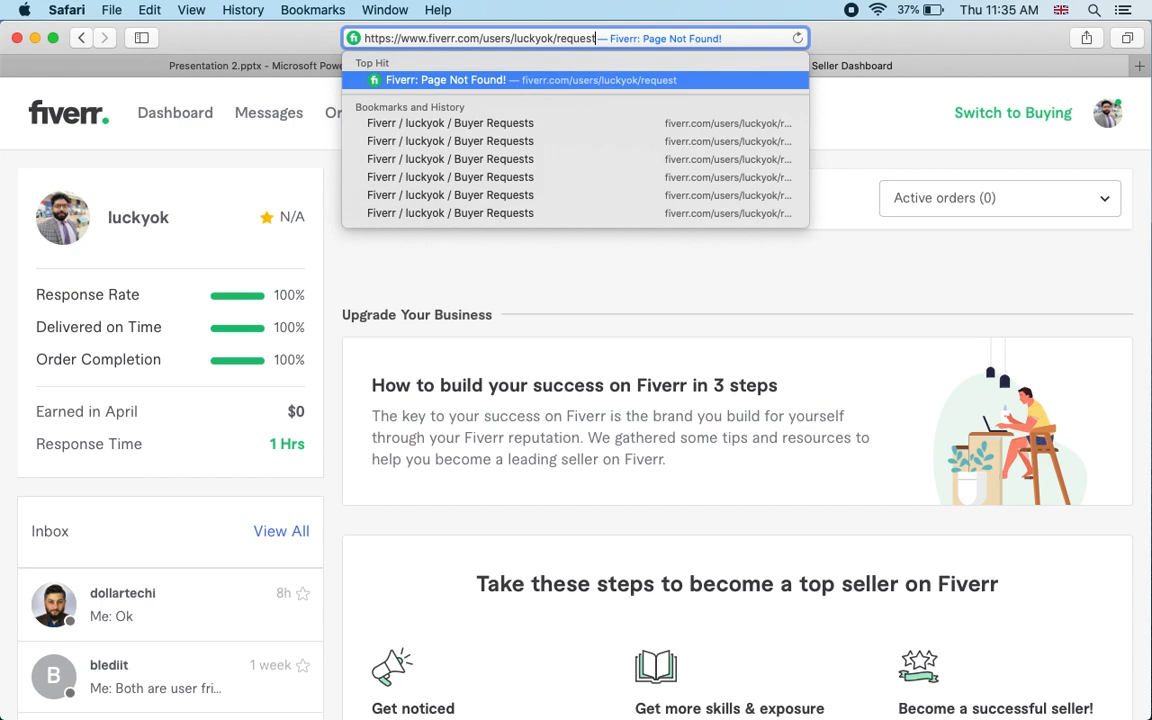 Safari File Edit View History Bookmarks Window Help 37% Thu 11:35 AM
https://www.fiverr.com/users/luckyok/request — Fiverr: Page Not Found!
Presentation 2.pptx - Microsoft Pow
Seller Dashboard
Top Hit
fi Fiverr: Page Not Found! — fiverr.com/users/luckyok/request
Bookmarks and History
Fiverr / luckyok / Buyer Requests fiverr.com/users/luckyok/r...
Fiverr / luckyok / Buyer Requests fiverr.com/users/luckyok/r...
Fiverr / luckyok / Buyer Requests fiverr.com/users/luckyok/r...
Fiverr / luckyok / Buyer Requests fiverr.com/users/luckyok/r...
Fiverr / luckyok / Buyer Requests fiverr.com/users/luckyok/r...
Fiverr / luckyok / Buyer Requests fiverr.com/users/luckyok/r...
fiverr. Dashboard Messages Or Switch to Buying
luckyok N/A
Active orders (0)
Response Rate 100%
Delivered on Time 100%
Order Completion 100%
Earned in April $0
Response Time 1 Hrs
Upgrade Your Business
How to build your success on Fiverr in 3 steps
The key to your success on Fiverr is the brand you build for yourself
through your Fiverr reputation. We gathered some tips and resources to
help you become a leading seller on Fiverr.
Inbox View All
dollartechi 8h
Me: Ok
B blediit 1 week
Me: Both are user fri...
Take these steps to become a top seller on Fiverr
Get noticed
Get more skills & exposure
Become a successful seller!